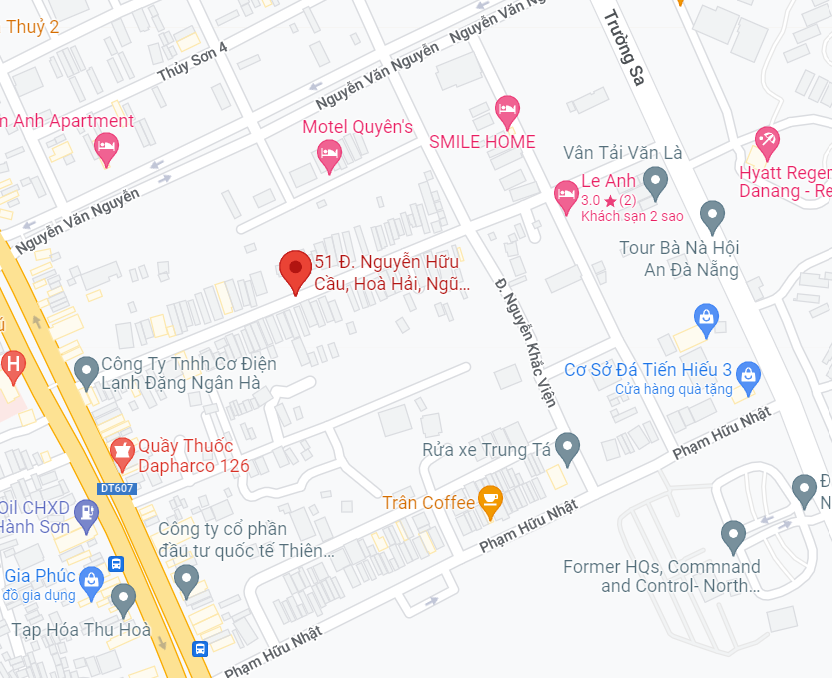 Thuỷ 2
Thủy Sơn 4
Nguyễn Văn Nguyễn
Nguyễn Văn Ng
Trường Sa
m Anh Apartment
Motel Quyên's
SMILE HOME
Vân Tải Văn Là
Hyatt Regen
Danang - Re
Le Anh
3.0 ★ (2)
Khách sạn 2 sao
Nguyễn Văn Nguyễn
Tour Bà Nà Hội
An Đà Nẵng
51 Đ. Nguyễn Hữu
Cầu, Hoà Hải, Ngũ...
Đ. Nguyễn Khắc Viện
H
Công Ty Tnhh Cơ Điện
Lạnh Đặng Ngân Hà
Cơ Sở Đá Tiến Hiếu 3
Cửa hàng quà tặng
Phạm Hữu Nhật
Quầy Thuốc
Dapharco 126
Rửa xe Trung Tá
DT607
Trân Coffee
Oil CHXD
Hành Sơn
Phạm Hữu Nhật
Công ty cổ phần
đầu tư quốc tế Thiên...
Former HQs, Commnand
and Control- North...
Gia Phúc
đồ gia dụng
Tạp Hóa Thu Hoà
Phạm Hữu Nhật